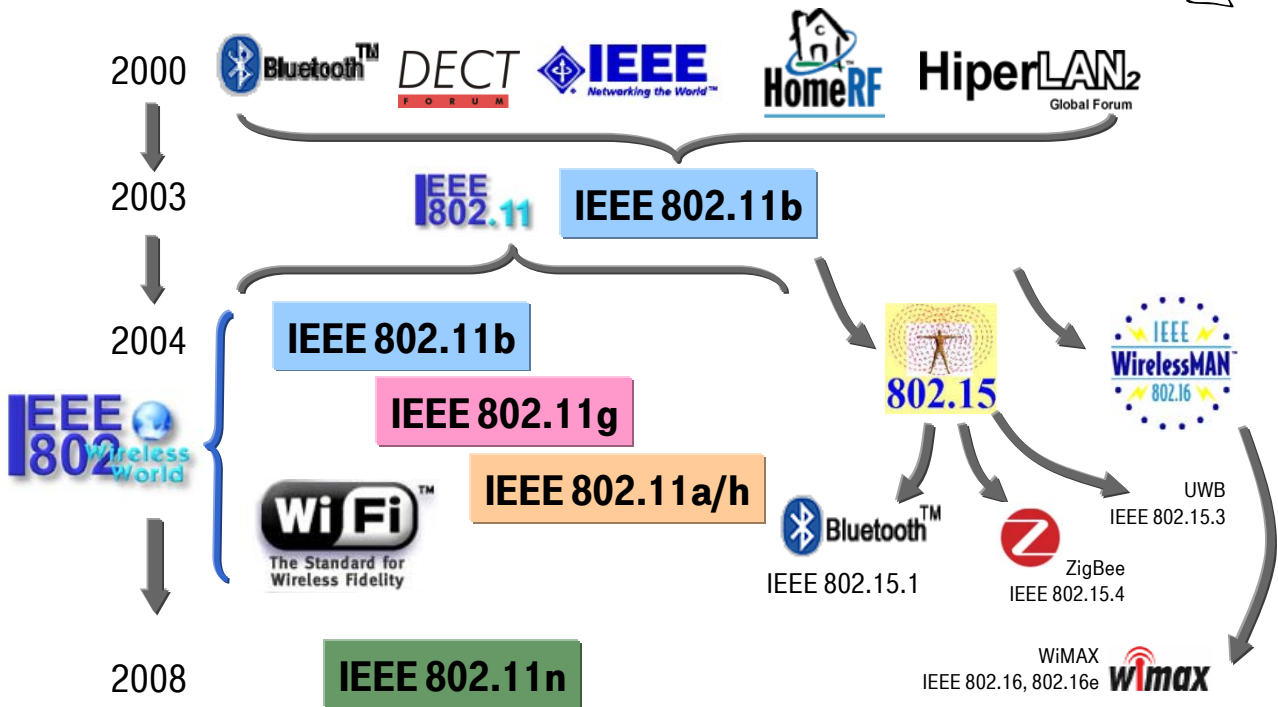 2000
Bluetooth™
DECT
FORUM
IEEE
Networking the World™
HomeRF
HiperLAN2
Global Forum
2003
IEEE
802.11
IEEE 802.11b
2004
IEEE 802.11b
IEEE
WirelessMAN™
802.16
802.15
IEEE 802.11g
IEEE
802 Wireless
World
IEEE 802.11a/h
WiFi™
The Standard for
Wireless Fidelity
Bluetooth™
IEEE 802.15.1
UWB
IEEE 802.15.3
Z
ZigBee
IEEE 802.15.4
2008
IEEE 802.11n
WiMAX
IEEE 802.16, 802.16e
wimax